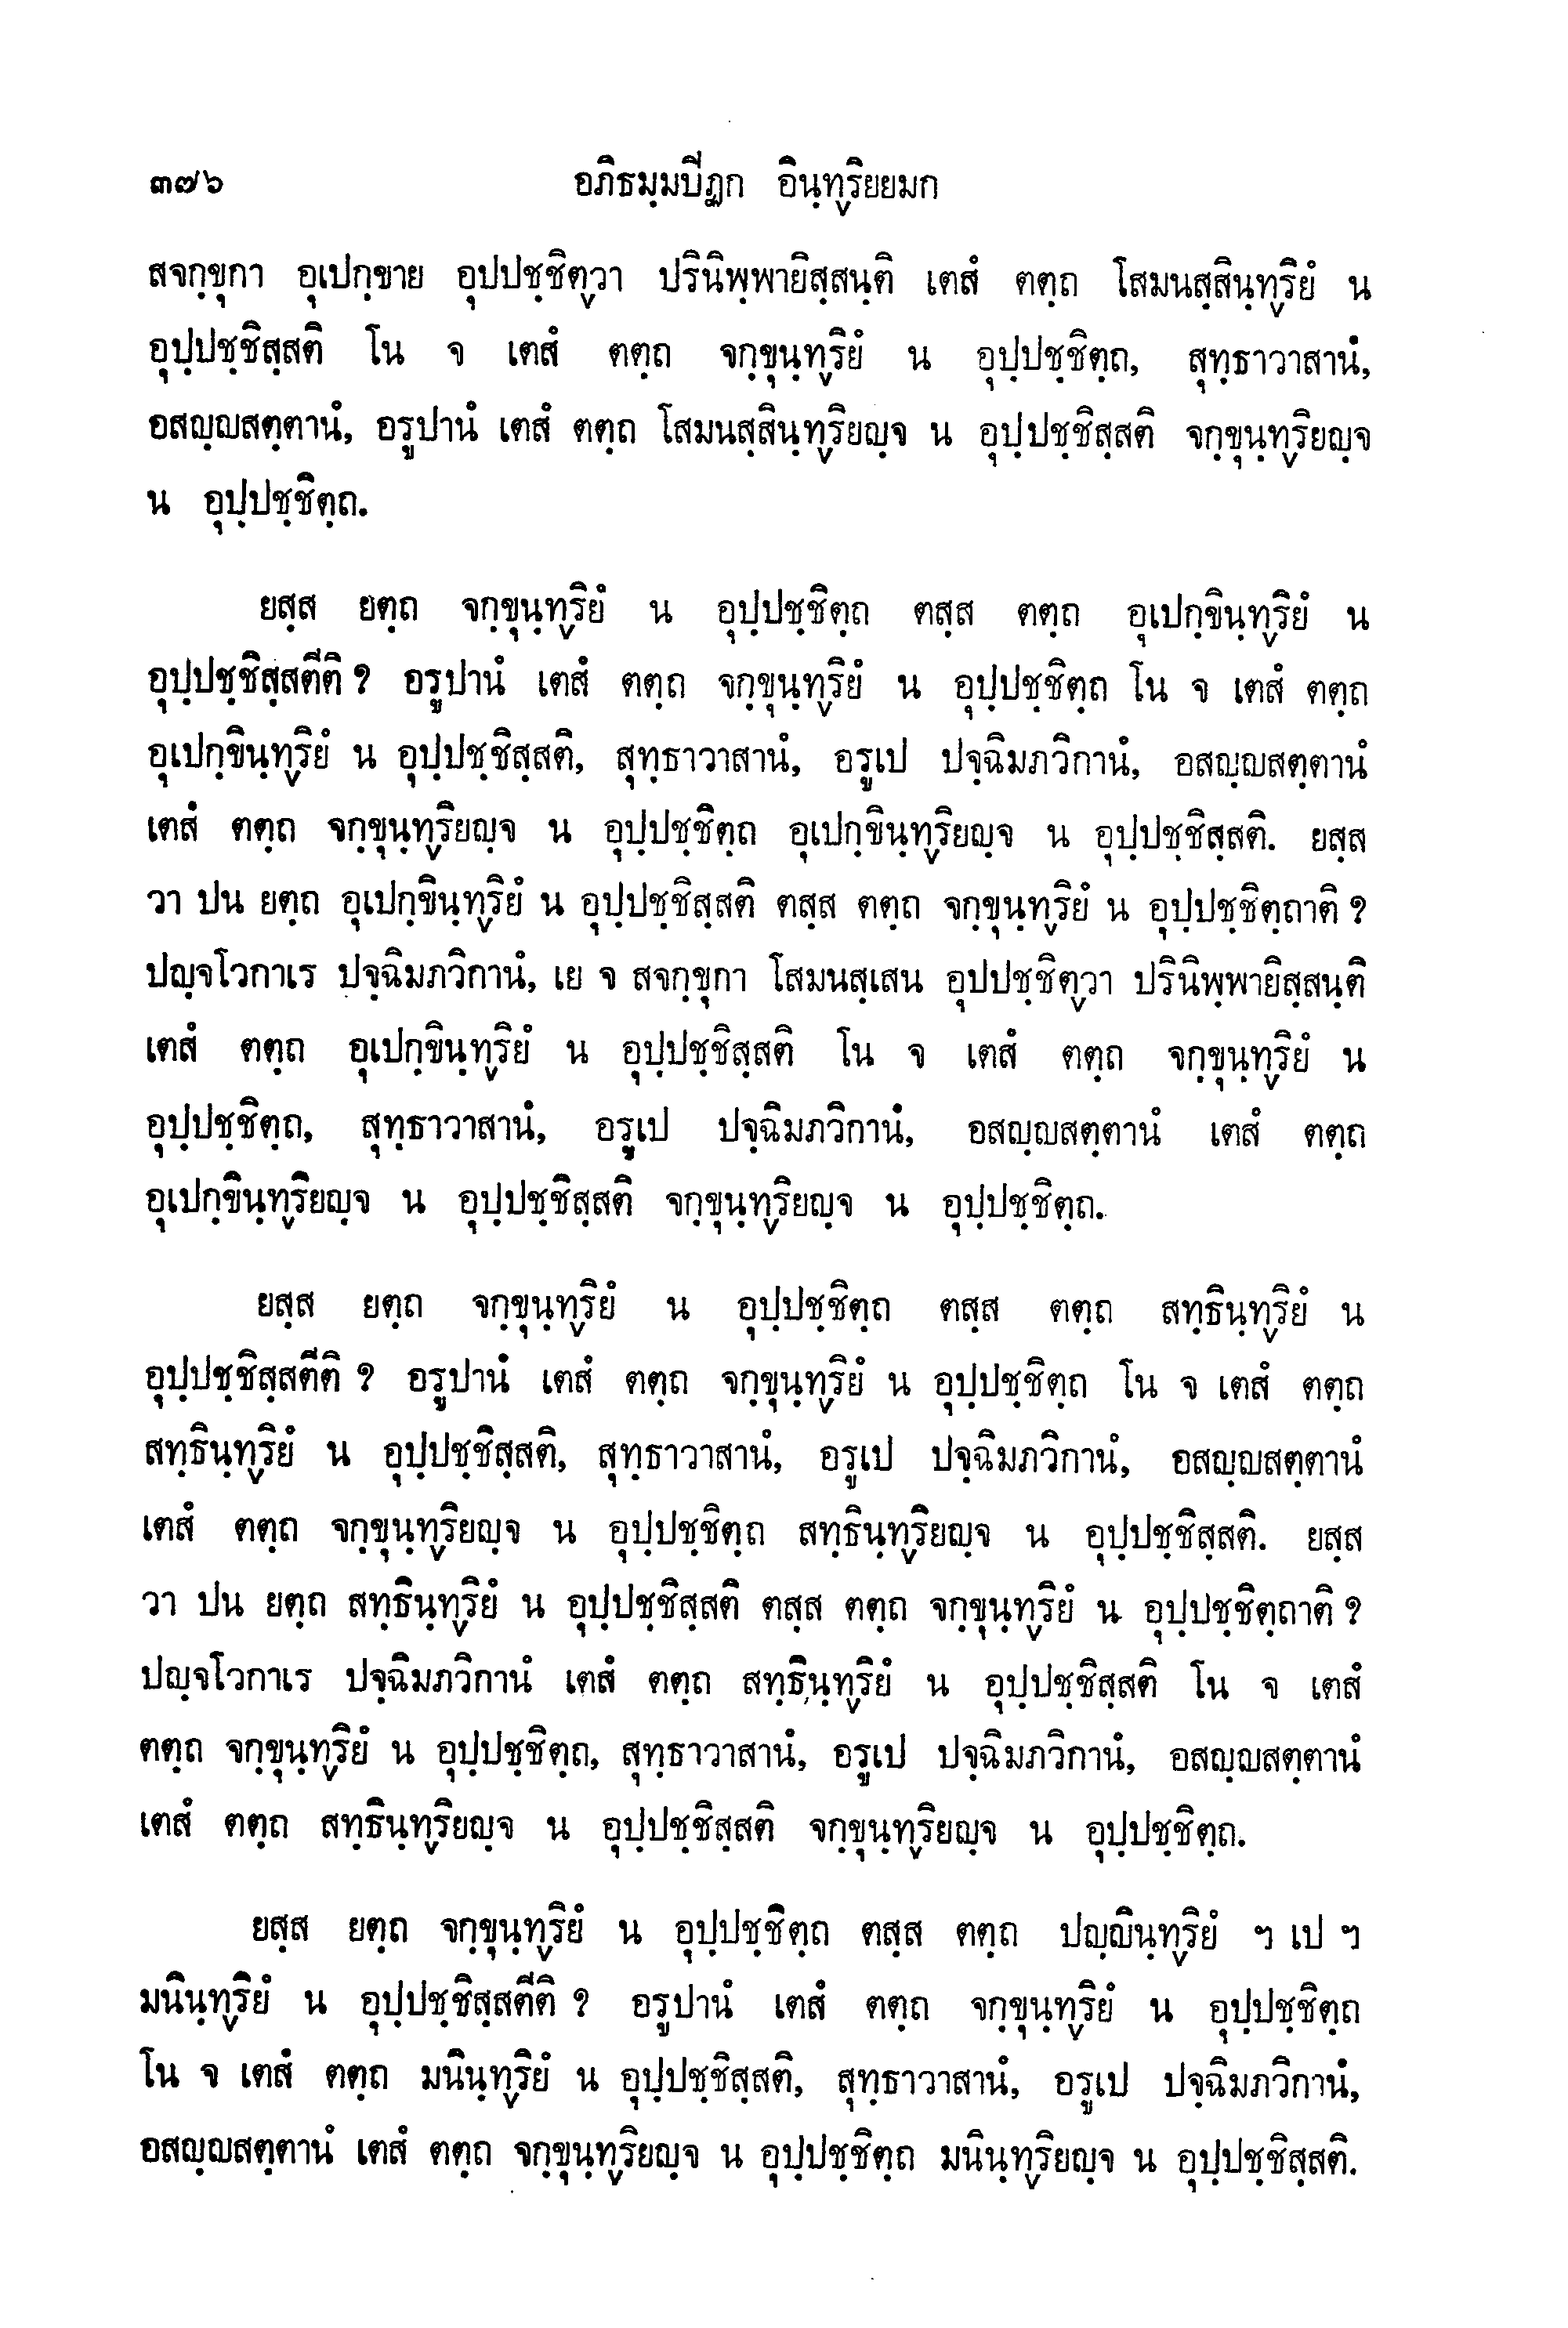 ๓๗๖ อภิธมฺมปีฏก อินฺทฺริยยมก
สจกฺขุกา อุเปกฺขาย อุปปชฺชิตฺวา ปรินิพฺพายิสฺสนฺติ เตสํ ตตฺถ โสมนสฺสินฺทฺริยํ น
อุปฺปชฺชิสฺสติ โน จ เตสํ ตตฺถ จกฺขุนฺทฺริยํ น อุปฺปชฺชิตฺถ, สุทฺธาวาสานํ,
อสญฺญสตฺตานํ, อรูปานํ เตสํ ตตฺถ โสมนสฺสินฺทฺริยญฺจ น อุปฺปชฺชิสฺสติ จกฺขุนฺทฺริยญฺจ
น อุปฺปชฺชิตฺถ.
ยสฺส ยตฺถ จกฺขุนฺทฺริยํ น อุปฺปชฺชิตฺถ ตสฺส ตตฺถ อุเปกฺขินฺทฺริยํ น
อุปฺปชฺชิสฺสตีติ ? อรูปานํ เตสํ ตตฺถ จกฺขุนฺทฺริยํ น อุปฺปชฺชิตฺถ โน จ เตสํ ตตฺถ
อุเปกฺขินฺทฺริยํ น อุปฺปชฺชิสฺสติ, สุทฺธาวาสานํ, อรูเป ปจฺฉิมภวิกานํ, อสญฺญสตฺตานํ
เตสํ ตตฺถ จกฺขุนฺทฺริยญฺจ น อุปฺปชฺชิตฺถ อุเปกฺขินฺทฺริยญฺจ น อุปฺปชฺชิสฺสติ. ยสฺส
วา ปน ยตฺถ อุเปกฺขินฺทฺริยํ น อุปฺปชฺชิสฺสติ ตสฺส ตตฺถ จกฺขุนฺทฺริยํ น อุปฺปชฺชิตฺถาติ ?
ปญฺจโวกาเร ปจฺฉิมภวิกานํ, เย จ สจกฺขุกา โสมนสฺเสน อุปปชฺชิตฺวา ปรินิพฺพายิสฺสนฺติ
เตสํ ตตฺถ อุเปกฺขินฺทฺริยํ น อุปฺปชฺชิสฺสติ โน จ เตสํ ตตฺถ จกฺขุนฺทฺริยํ น
อุปฺปชฺชิตฺถ, สุทฺธาวาสานํ, อรูเป ปจฺฉิมภวิกานํ, อสญฺญสตฺตานํ เตสํ ตตฺถ
อุเปกฺขินฺทฺริยญฺจ น อุปฺปชฺชิสฺสติ จกฺขุนฺทฺริยญฺจ น อุปฺปชฺชิตฺถ.
ยสฺส ยตฺถ จกฺขุนฺทฺริยํ น อุปฺปชฺชิตฺถ ตสฺส ตตฺถ สทฺธินฺทฺริยํ น
อุปฺปชฺชิสฺสตีติ ? อรูปานํ เตสํ ตตฺถ จกฺขุนฺทฺริยํ น อุปฺปชฺชิตฺถ โน จ เตสํ ตตฺถ
สทฺธินฺทฺริยํ น อุปฺปชฺชิสฺสติ, สุทฺธาวาสานํ, อรูเป ปจฺฉิมภวิกานํ, อสญฺญสตฺตานํ
เตสํ ตตฺถ จกฺขุนฺทฺริยญฺจ น อุปฺปชฺชิตฺถ สทฺธินฺทฺริยญฺจ น อุปฺปชฺชิสฺสติ. ยสฺส
วา ปน ยตฺถ สทฺธินฺทฺริยํ น อุปฺปชฺชิสฺสติ ตสฺส ตตฺถ จกฺขุนฺทฺริยํ น อุปฺปชฺชิตฺถาติ ?
ปญฺจโวกาเร ปจฺฉิมภวิกานํ เตสํ ตตฺถ สทฺธินฺทฺริยํ น อุปฺปชฺชิสฺสติ โน จ เตสํ
ตตฺถ จกฺขุนฺทฺริยํ น อุปฺปชฺชิตฺถ, สุทฺธาวาสานํ, อรูเป ปจฺฉิมภวิกานํ, อสญฺญสตฺตานํ
เตสํ ตตฺถ สทฺธินฺทฺริยญฺจ น อุปฺปชฺชิสฺสติ จกฺขุนฺทฺริยญฺจ น อุปฺปชฺชิตฺถ.
ยสฺส ยตฺถ จกฺขุนฺทฺริยํ น อุปฺปชฺชิตฺถ ตสฺส ตตฺถ ปญฺญินฺทฺริยํ ฯ เป ฯ
มนินฺทฺริยํ น อุปฺปชฺชิสฺสตีติ ? อรูปานํ เตสํ ตตฺถ จกฺขุนฺทฺริยํ น อุปฺปชฺชิตฺถ
โน จ เตสํ ตตฺถ มนินฺทฺริยํ น อุปฺปชฺชิสฺสติ, สุทฺธาวาสานํ, อรูเป ปจฺฉิมภวิกานํ,
อสญฺญสตฺตานํ เตสํ ตตฺถ จกฺขุนฺทฺริยญฺจ น อุปฺปชฺชิตฺถ มนินฺทฺริยญฺจ น อุปฺปชฺชิสฺสติ.